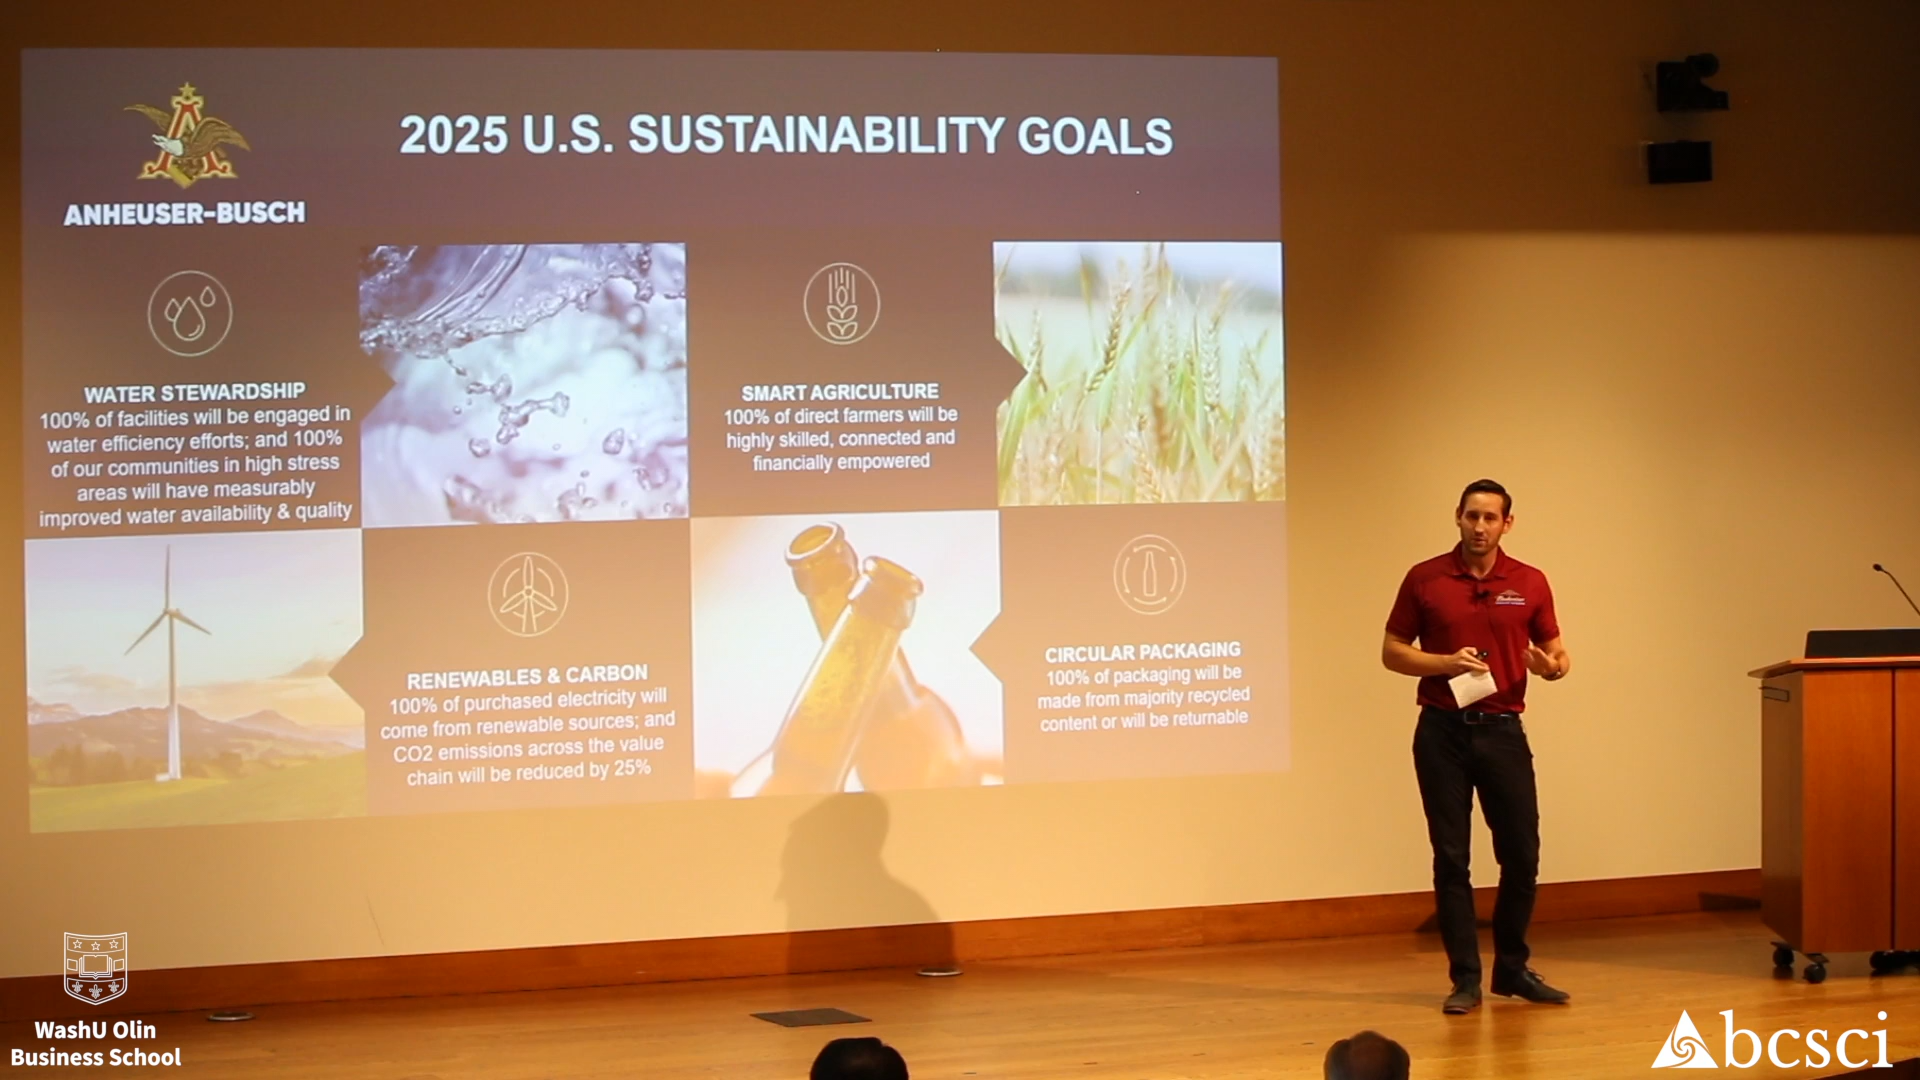 2025 U.S. SUSTAINABILITY GOALS
ANHEUSER-BUSCH
WATER STEWARDSHIP
100% of facilities will be engaged in
water efficiency efforts; and 100%
of our communities in high stress
areas will have measurably
improved water availability & quality
SMART AGRICULTURE
100% of direct farmers will be
highly skilled, connected and
financially empowered
RENEWABLES & CARBON
100% of purchased electricity will
come from renewable sources; and
CO2 emissions across the value
chain will be reduced by 25%
CIRCULAR PACKAGING
100% of packaging will be
made from majority recycled
content or will be returnable
WashU Olin
Business School
bcsci